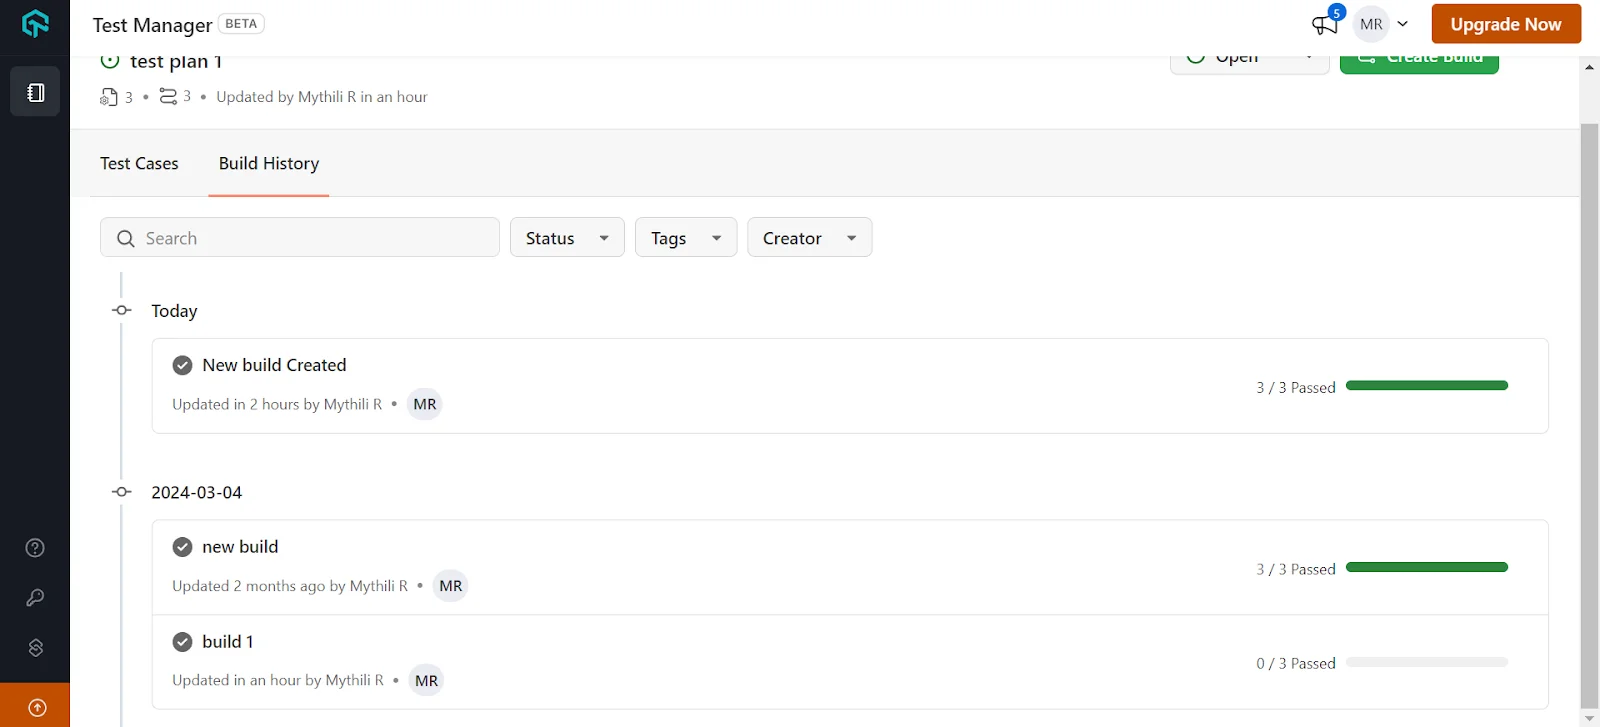 Test Manager BETA
5
MR
Upgrade Now
test plan 1
Open
Create Build
3 • 3 • Updated by Mythili R in an hour
Test Cases
Build History
Search
Status
Tags
Creator
Today
New build Created
Updated in 2 hours by Mythili R • MR
3 / 3 Passed
2024-03-04
new build
Updated 2 months ago by Mythili R • MR
3 / 3 Passed
build 1
Updated in an hour by Mythili R • MR
0 / 3 Passed